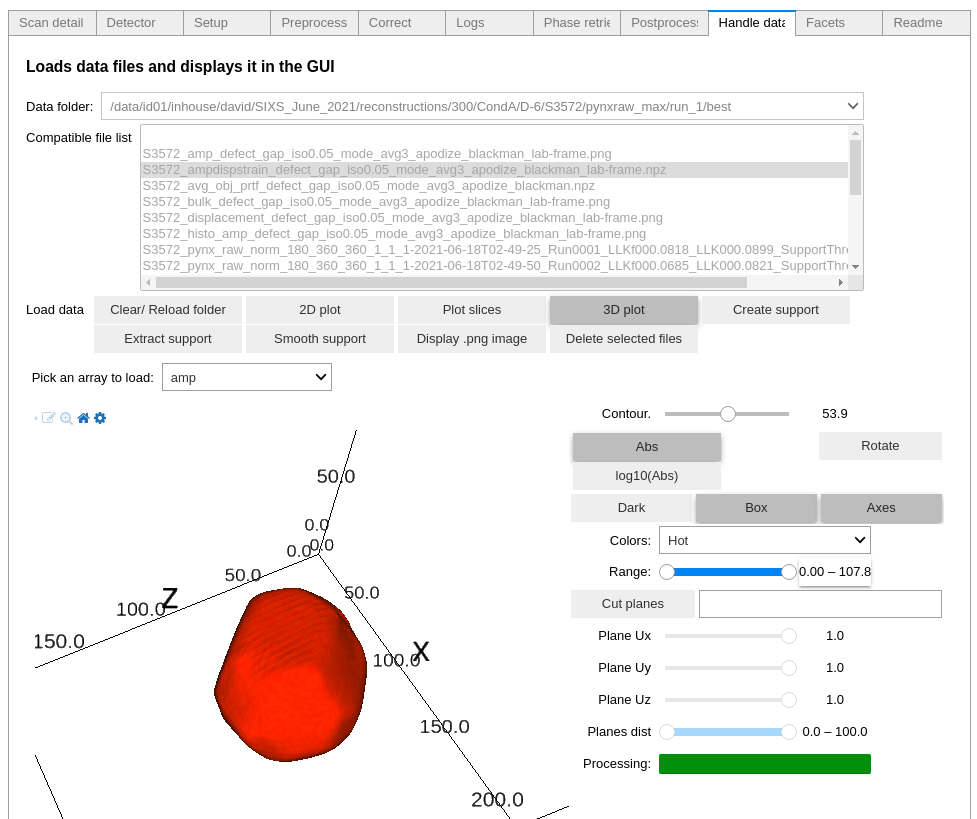 Scan detail Detector Setup Preprocess Correct Logs Phase retrie Postproces Handle data Facets Readme
Loads data files and displays it in the GUI
Data folder: /data/id01/inhouse/david/SIXS_June_2021/reconstructions/300/CondA/D-6/S3572/pynxraw_max/run_1/best
Compatible file list
S3572_amp_defect_gap_iso0.05_mode_avg3_apodize_blackman_lab-frame.png
S3572_ampdispstrain_defect_gap_iso0.05_mode_avg3_apodize_blackman_lab-frame.npz
S3572_avg_obj_prtf_defect_gap_iso0.05_mode_avg3_apodize_blackman.npz
S3572_bulk_defect_gap_iso0.05_mode_avg3_apodize_blackman_lab-frame.png
S3572_displacement_defect_gap_iso0.05_mode_avg3_apodize_blackman_lab-frame.png
S3572_histo_amp_defect_gap_iso0.05_mode_avg3_apodize_blackman_lab-frame.png
S3572_pynx_raw_norm_180_360_360_1_1_1-2021-06-18T02-49-25_Run0001_LLKf000.0818_LLK000.0899_SupportThre
S3572_pynx_raw_norm_180_360_360_1_1_1-2021-06-18T02-49-50_Run0002_LLKf000.0685_LLK000.0821_SupportThre
Load data Clear/ Reload folder 2D plot Plot slices 3D plot Create support
Extract support Smooth support Display .png image Delete selected files
Pick an array to load: amp
Contour. 53.9
Abs Rotate
log10(Abs)
Dark Box Axes
Colors: Hot
Range: 0.00 – 107.8
Cut planes
Plane Ux 1.0
Plane Uy 1.0
Plane Uz 1.0
Planes dist 0.0 – 100.0
Processing:
50.0
0.0
0.0 0.0
50.0 50.0
100.0 Z
150.0 100.0 X
150.0
200.0